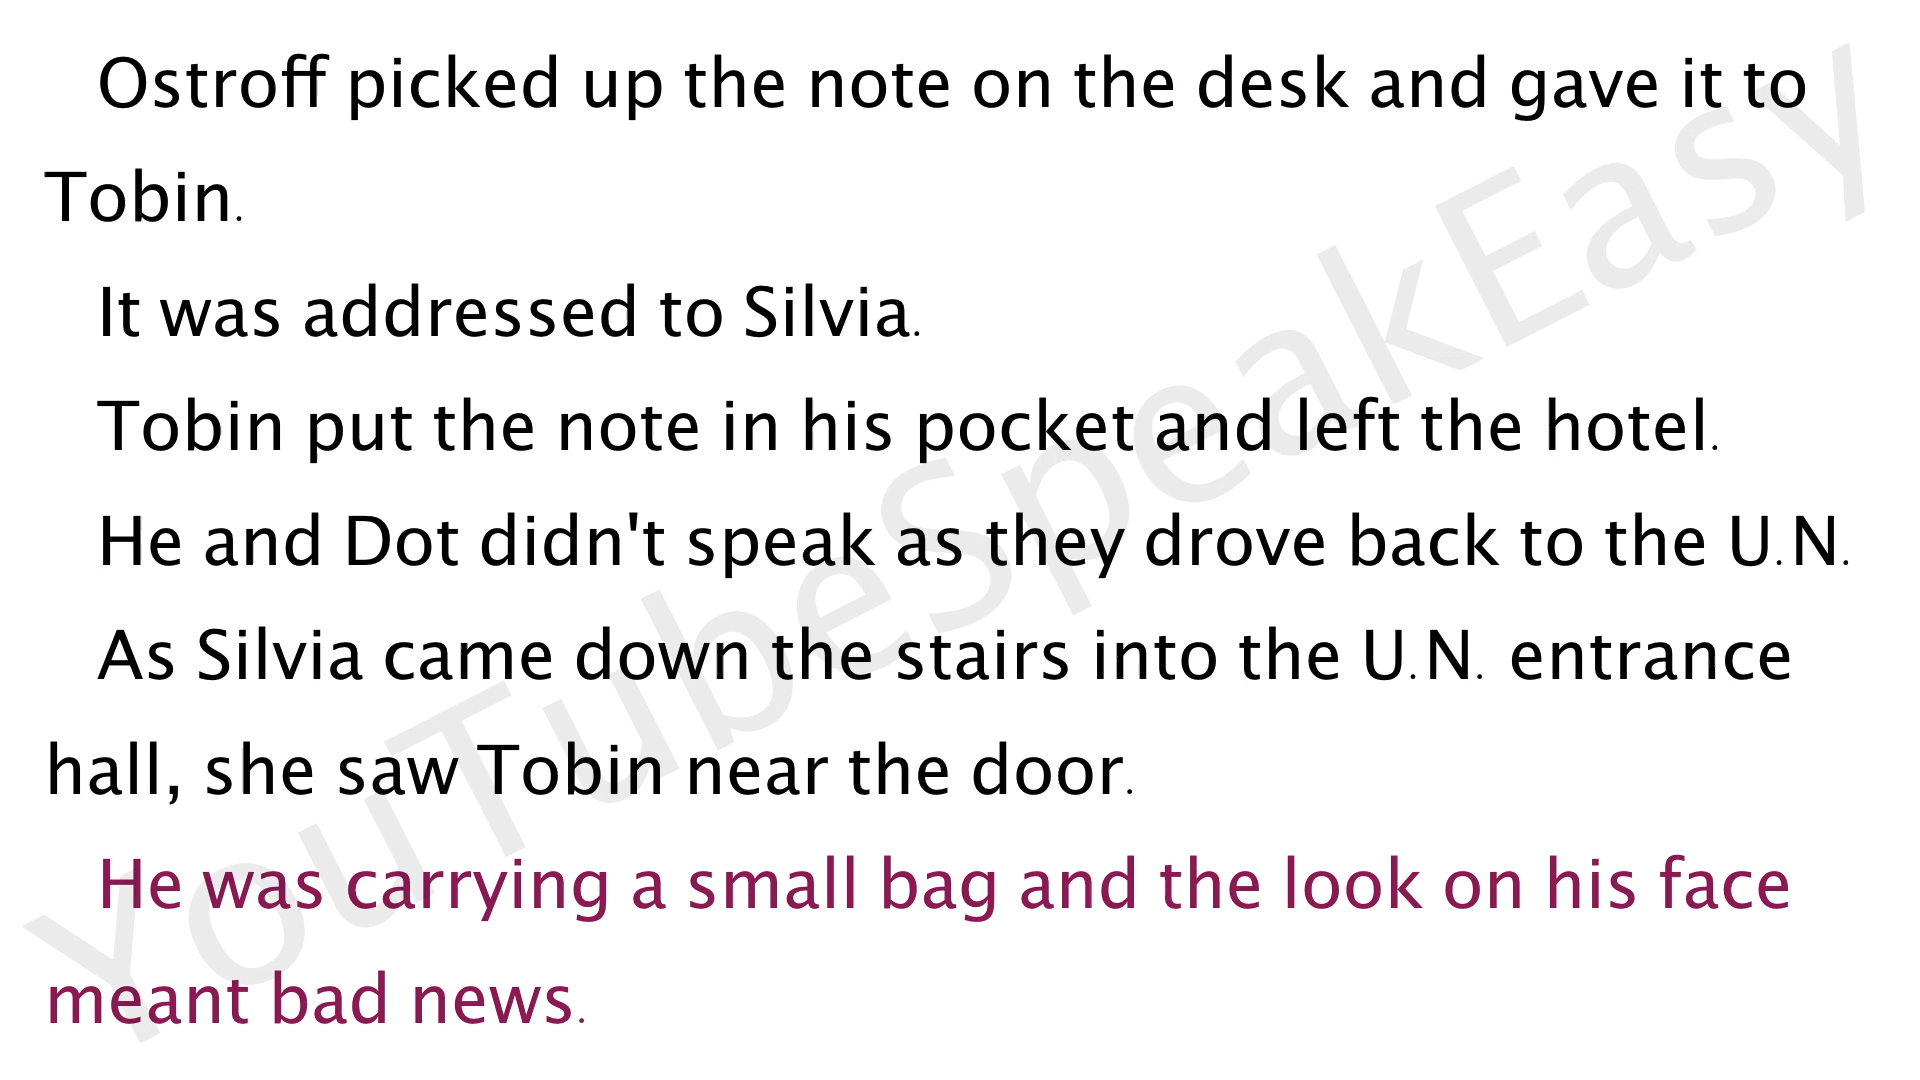 Ostroff picked up the note on the desk and gave it to
Tobin.
It was addressed to Silvia.
Tobin put the note in his pocket and left the hotel.
He and Dot didn't speak as they drove back to the U.N.
As Silvia came down the stairs into the U.N. entrance
hall, she saw Tobin near the door.
He was carrying a small bag and the look on his face
meant bad news.
YouTubeSpeakEasy